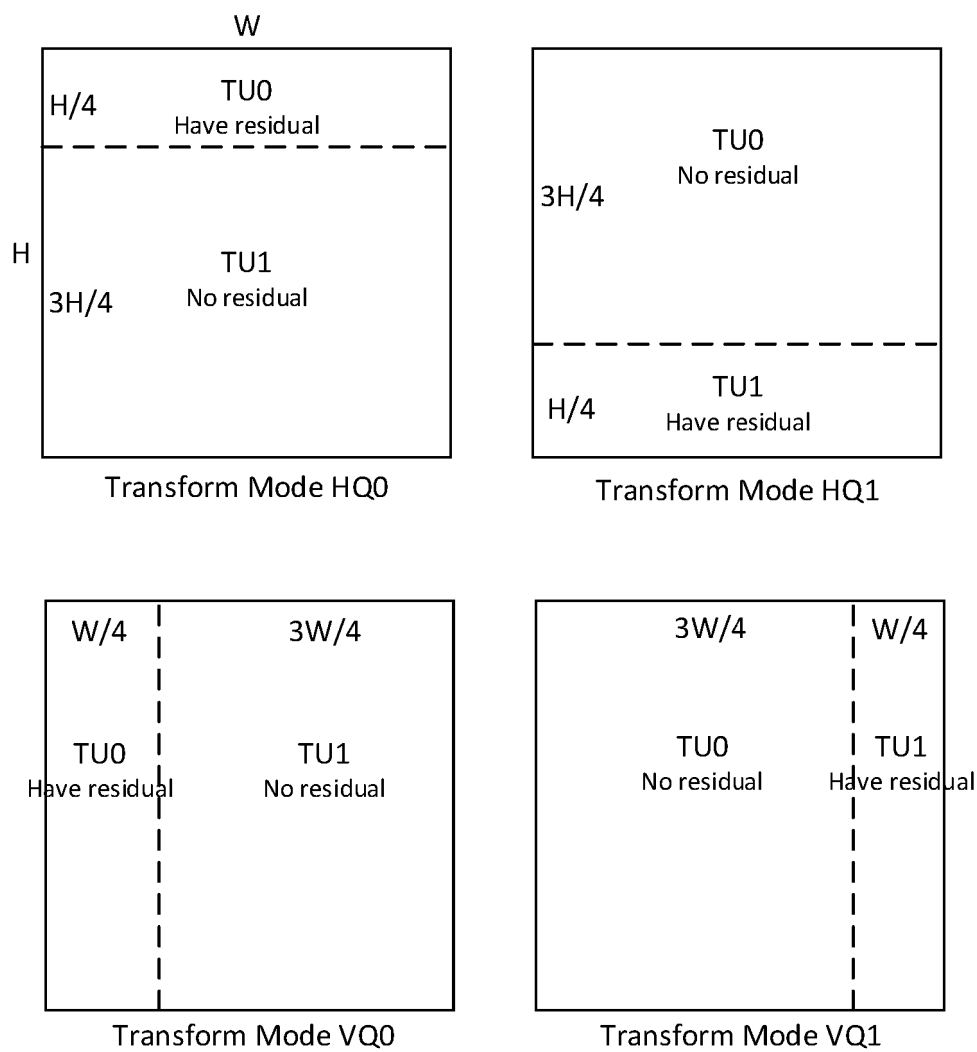 W
H/4
TU0
Have residual
H
TU1
No residual
3H/4
Transform Mode HQ0
TU0
No residual
3H/4
TU1
Have residual
H/4
Transform Mode HQ1
W/4
3W/4
TU0
Have residual
TU1
No residual
Transform Mode VQ0
3W/4
W/4
TU0
No residual
TU1
Have residual
Transform Mode VQ1